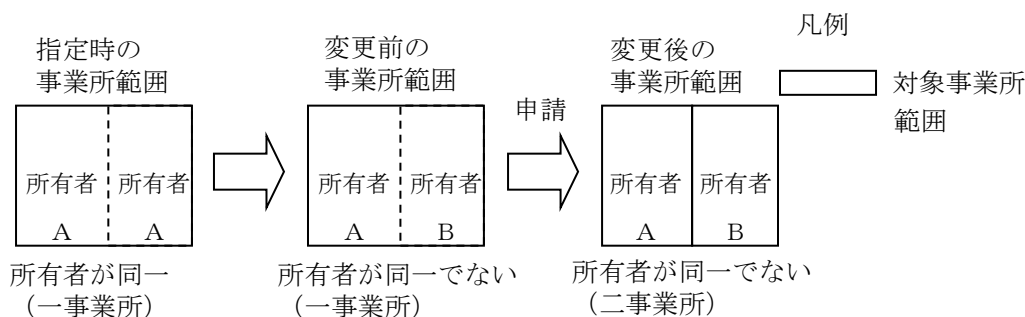 指定時の
事業所範囲
変更前の
事業所範囲
変更後の
事業所範囲
凡例
対象事業所
範囲
申請
所有者
A
所有者
A
所有者
A
所有者
B
所有者
A
所有者
B
所有者が同一
(一事業所)
所有者が同一でない
(一事業所)
所有者が同一でない
(二事業所)